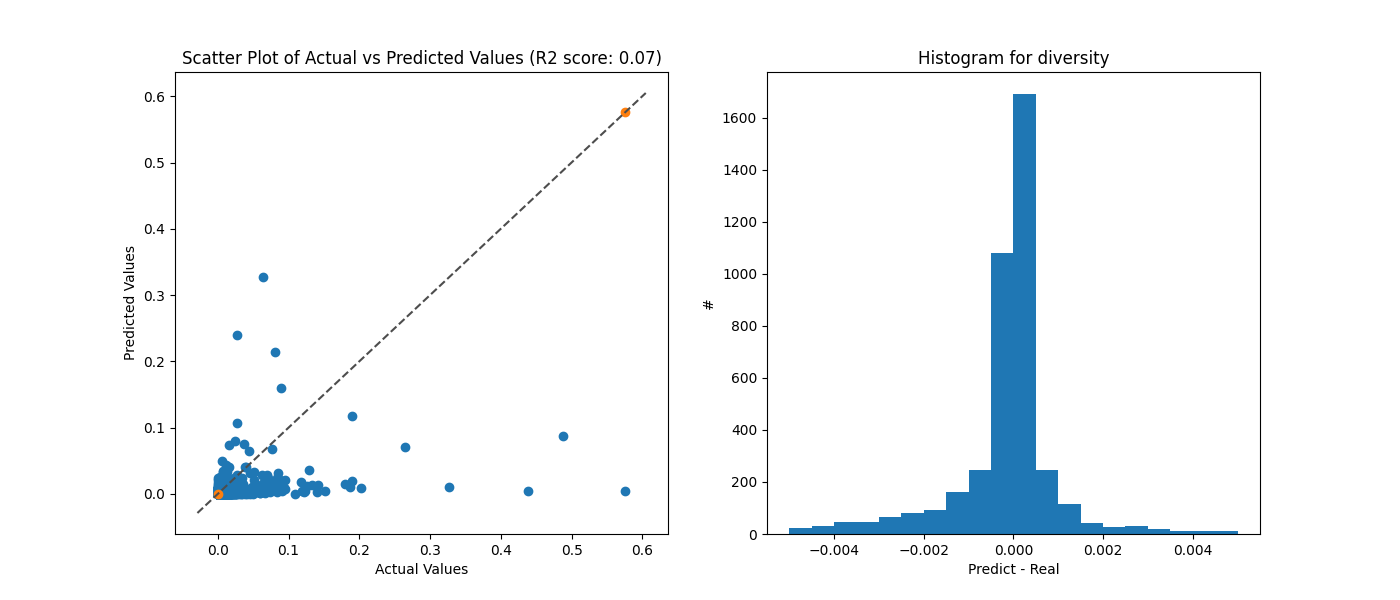 Scatter Plot of Actual vs Predicted Values (R2 score: 0.07)
0.6
0.5
0.4
0.3
0.2
0.1
0.0
Predicted Values
0.0 0.1 0.2 0.3 0.4 0.5 0.6
Actual Values
Histogram for diversity
1600
1400
1200
1000
800
600
400
200
0
#
−0.004 −0.002 0.000 0.002 0.004
Predict - Real